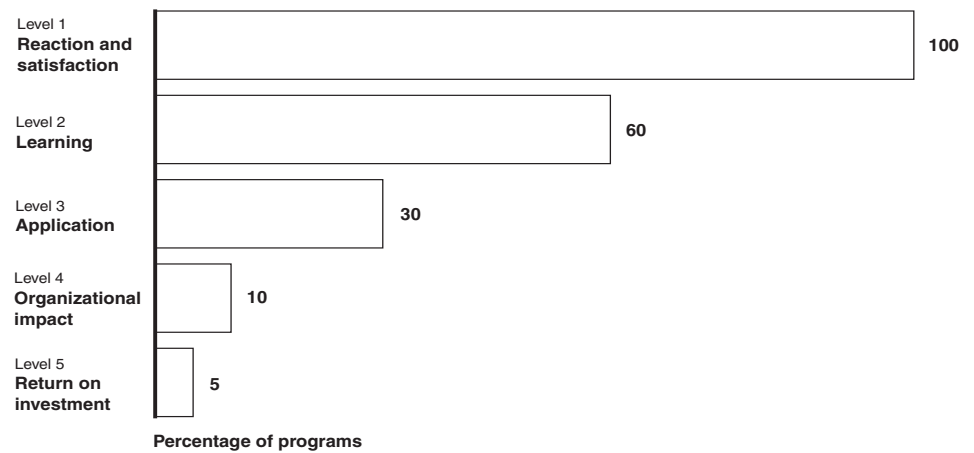 Level 1
Reaction and
satisfaction
100
Level 2
Learning
60
Level 3
Application
30
Level 4
Organizational
impact
10
Level 5
Return on
investment
5
Percentage of programs